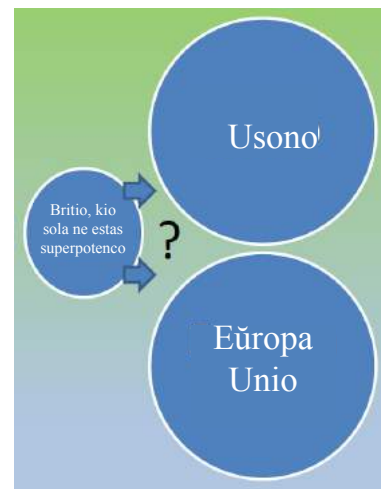 Usono
Britio, kio
sola ne estas
superpotenco
?
Eŭropa
Unio